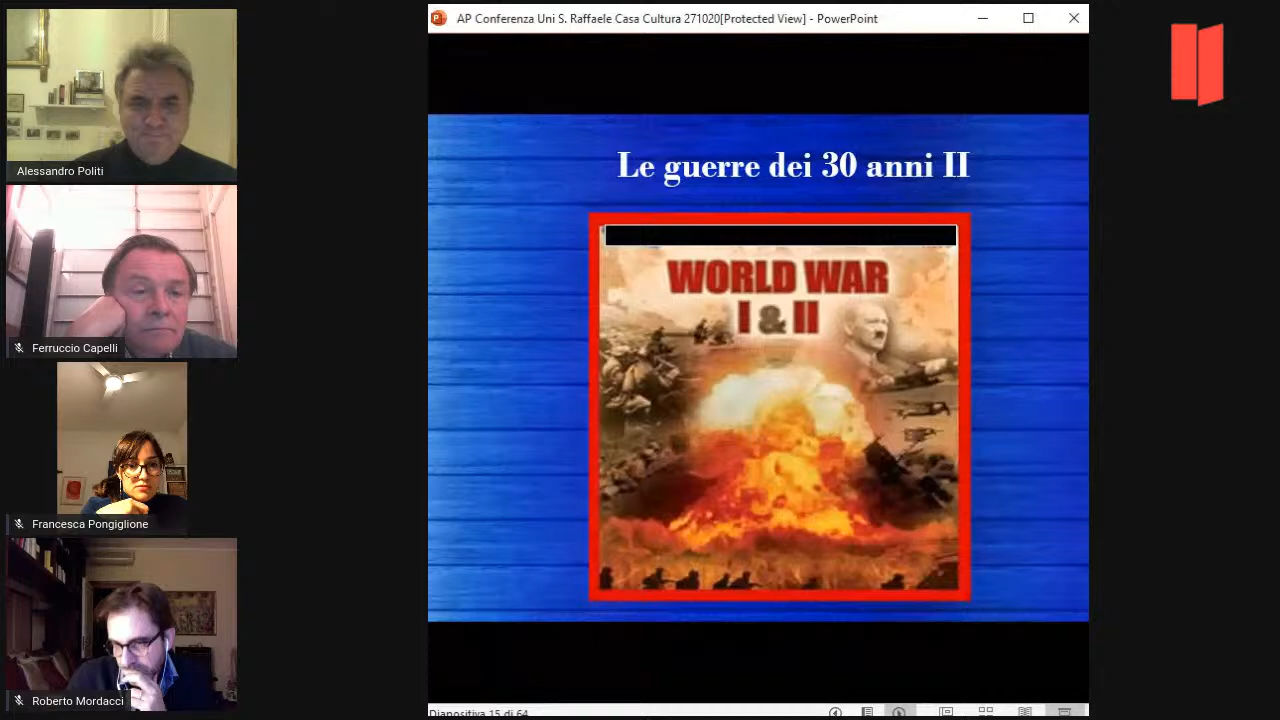 AP Conferenza Uni S. Raffaele Casa Cultura 271020[Protected View] - PowerPoint
Alessandro Politi
Ferruccio Capelli
Francesca Pongiglione
Roberto Mordacci
Le guerre dei 30 anni II
WORLD WAR
I & II
Diapositiva 15 di 64